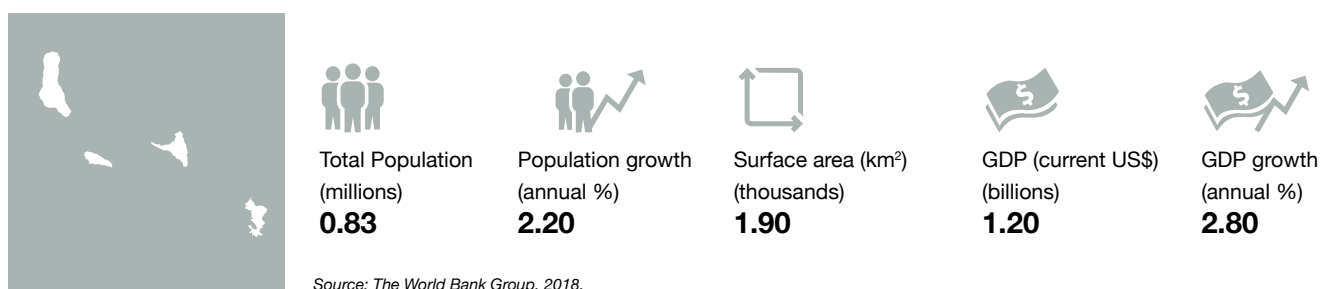 Total Population
(millions)
0.83
Population growth
(annual %)
2.20
Surface area (km²)
(thousands)
1.90
GDP (current US$)
(billions)
1.20
GDP growth
(annual %)
2.80
Source: The World Bank Group, 2018.